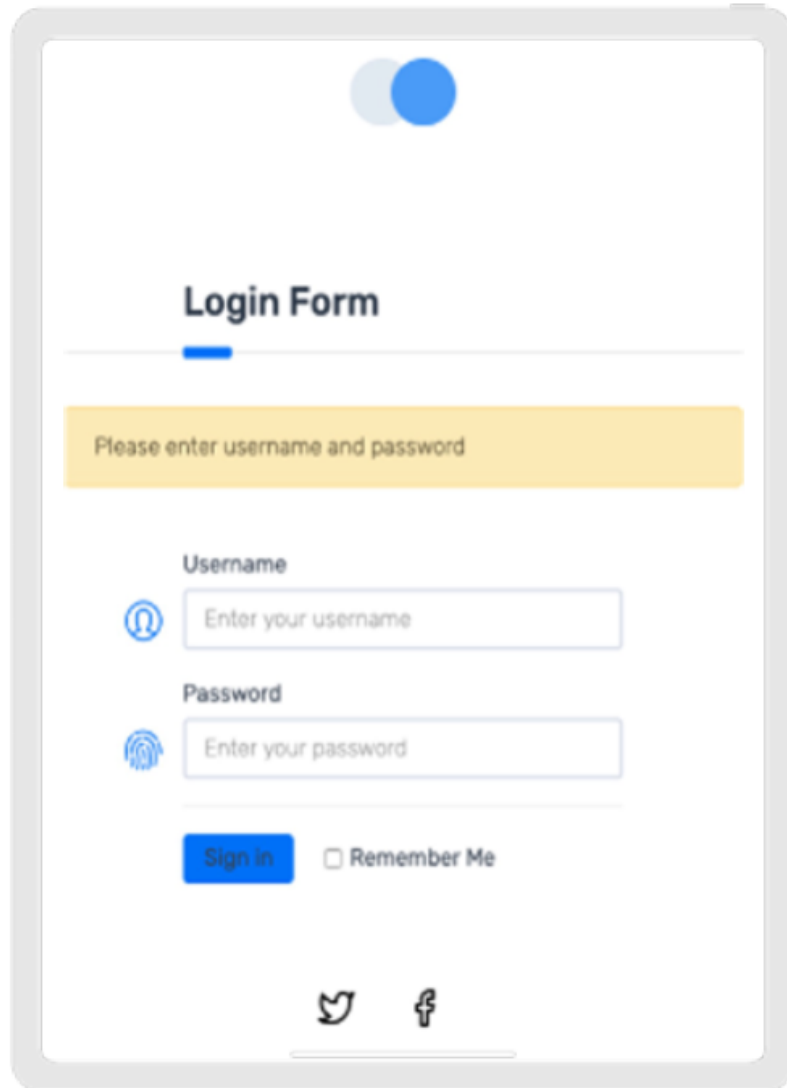 Login Form
Please enter username and password
Username
Enter your username
Password
Enter your password
Sign in Remember Me